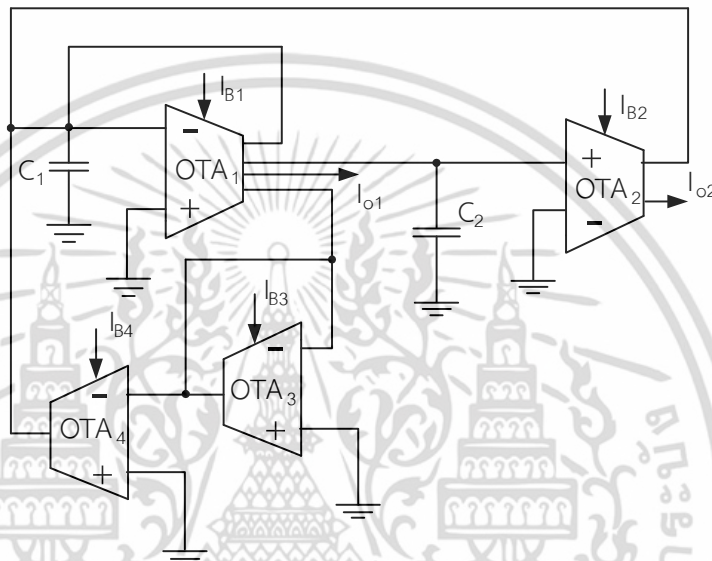 I_B1
I_B2
- OTA_1 +
C_1
+ OTA_2 -
I_o1
I_o2
C_2
I_B3
I_B4
- OTA_3 +
- OTA_4 +